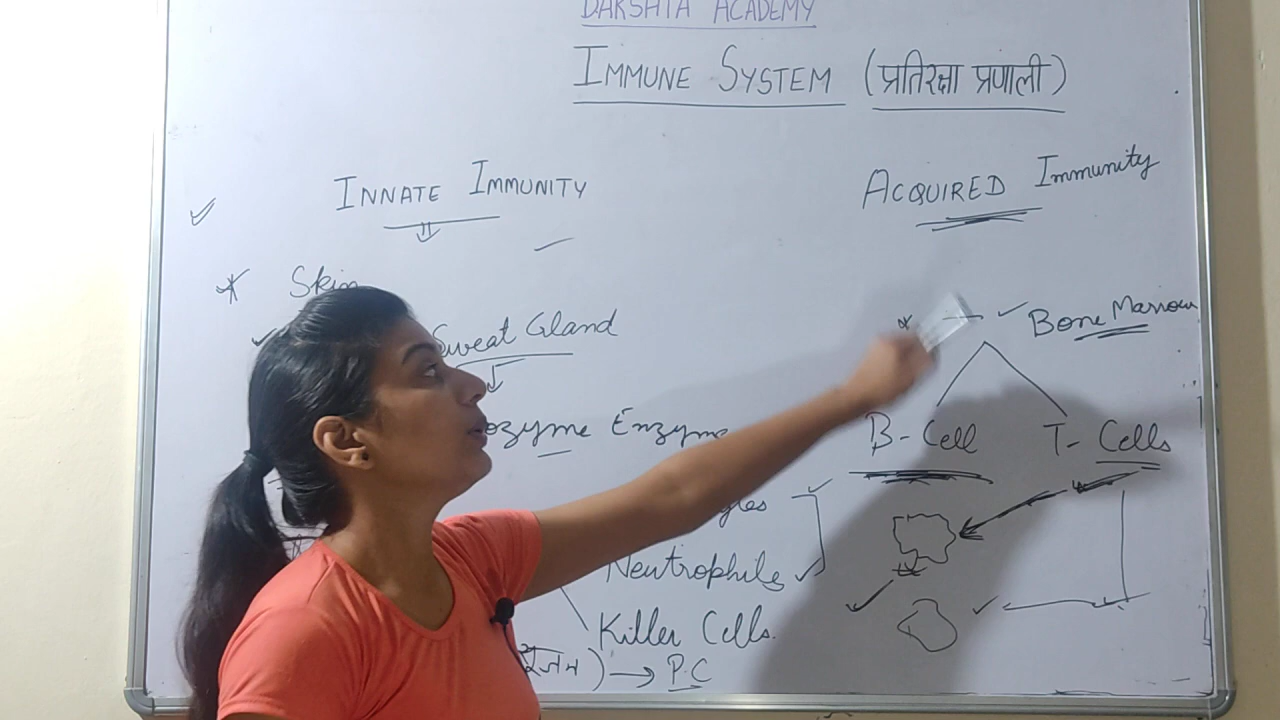 DAKSHTA ACADEMY
IMMUNE SYSTEM (प्रतिरक्षा प्रणाली)
INNATE IMMUNITY
ACQUIRED Immunity
Skin
Sweat Gland
Bone Marrow
ozyme Enzyme
B-Cell T-Cells
Neutrophils
Killer Cells.
) → P.C